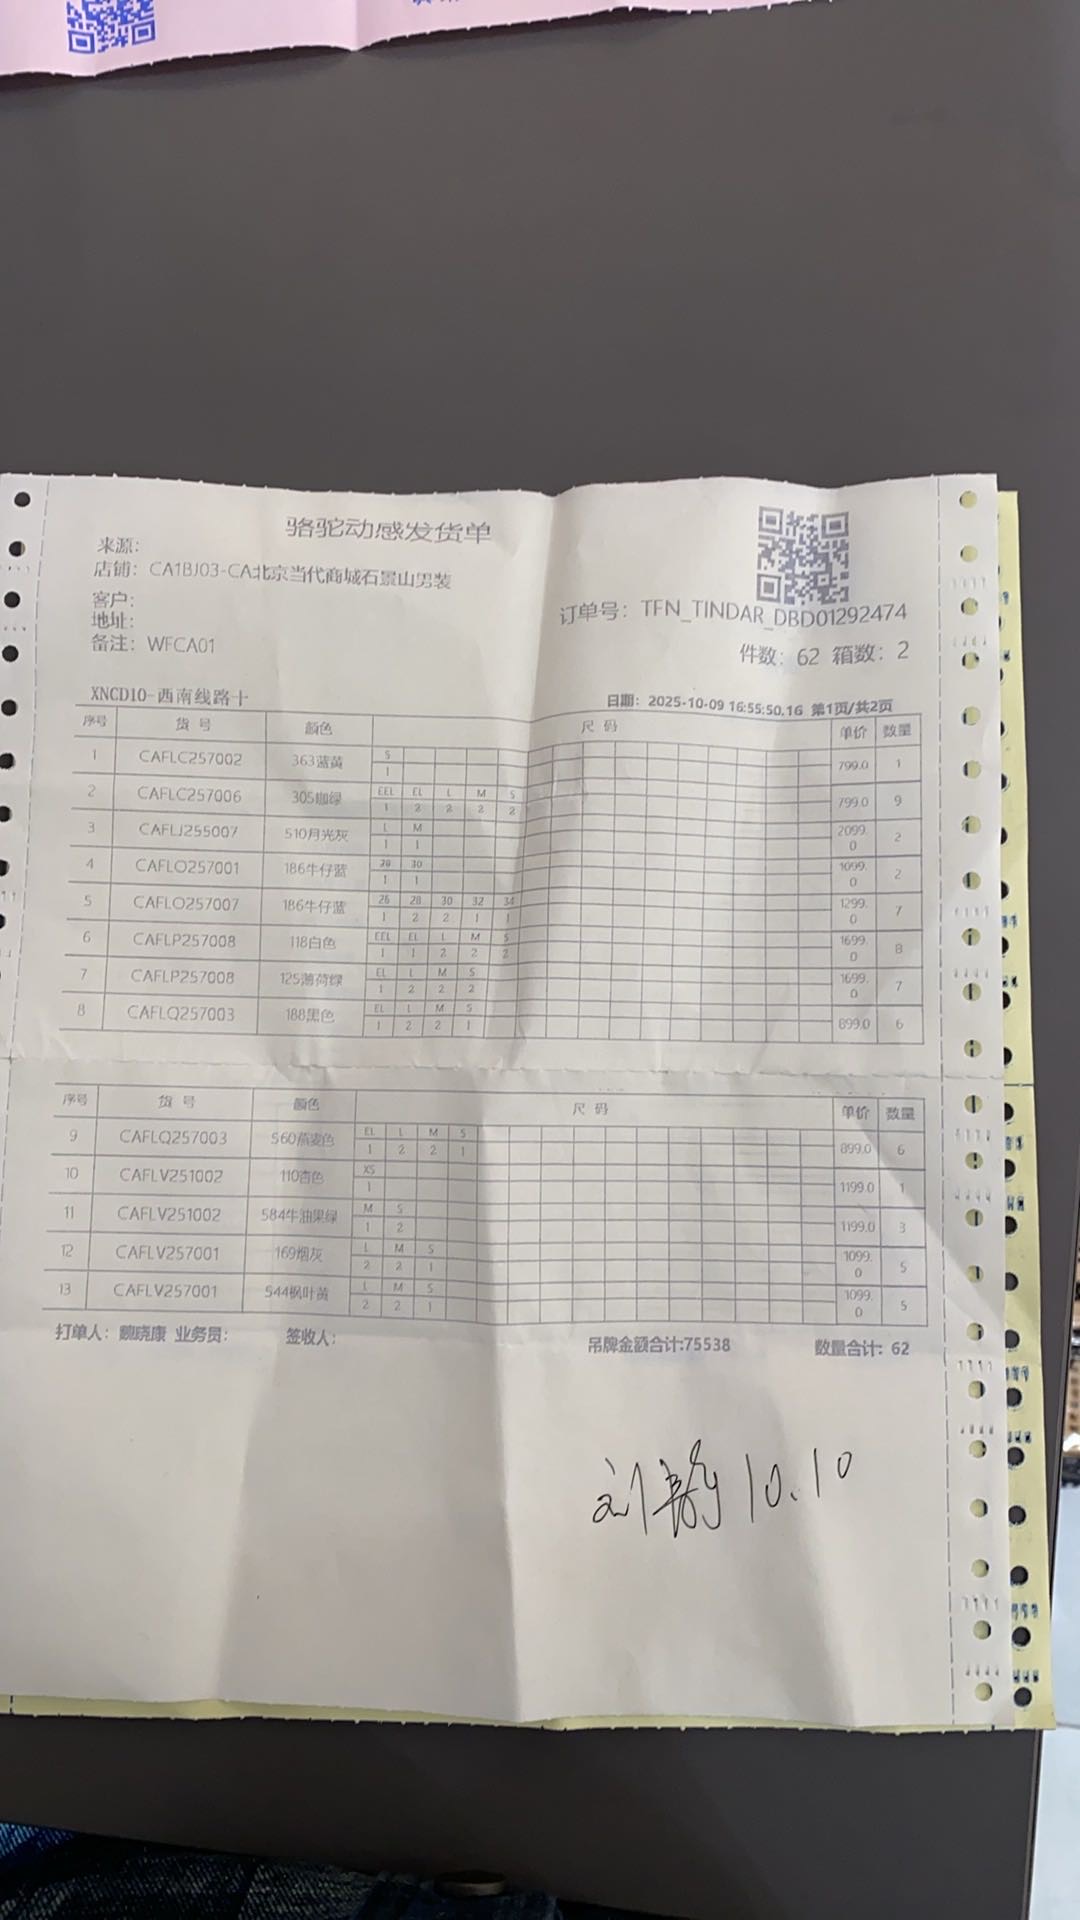 骆驼动感发货单
来源:
店铺: CA1BJ03-CA北京当代商城石景山男装
客户:
地址:
备注: WFCA01
订单号: TFN_TINDAR_DBD01292474
件数: 62 箱数: 2
XNCD10-西南线路十
日期: 2025-10-09 16:55:50.16 第1页/共2页
序号 货号 颜色 尺码 单价 数量
1 CAFLC257002 363蓝黄 S 799.0 1
1
2 CAFLC257006 305咖绿 EEL EL L M S 799.0 9
1 2 2 2 2
3 CAFLJ255007 510月光灰 L M 2099.0 2
1 1
4 CAFLO257001 186牛仔蓝 28 30 1099.0 2
1 1
5 CAFLO257007 186牛仔蓝 26 28 30 32 34 1299.0 7
1 2 2 1 1
6 CAFLP257008 118白色 EEL EL L M S 1699.0 8
1 1 2 2 2
7 CAFLP257008 125薄荷绿 EL L M S 1699.0 7
1 2 2 2
8 CAFLQ257003 188黑色 EL L M S 899.0 6
1 2 2 1
序号 货号 颜色 尺码 单价 数量
9 CAFLQ257003 560燕麦色 EL L M S 899.0 6
1 2 2 1
10 CAFLV251002 110杏色 XS 1199.0 1
1
11 CAFLV251002 584牛油果绿 M S 1199.0 3
1 2
12 CAFLV257001 169烟灰 L M S 1099.0 5
2 2 1
13 CAFLV257001 544枫叶黄 L M S 1099.0 5
2 2 1
打单人: 魏晓康 业务员: 签收人: 吊牌金额合计:75538 数量合计: 62
刘 10.10